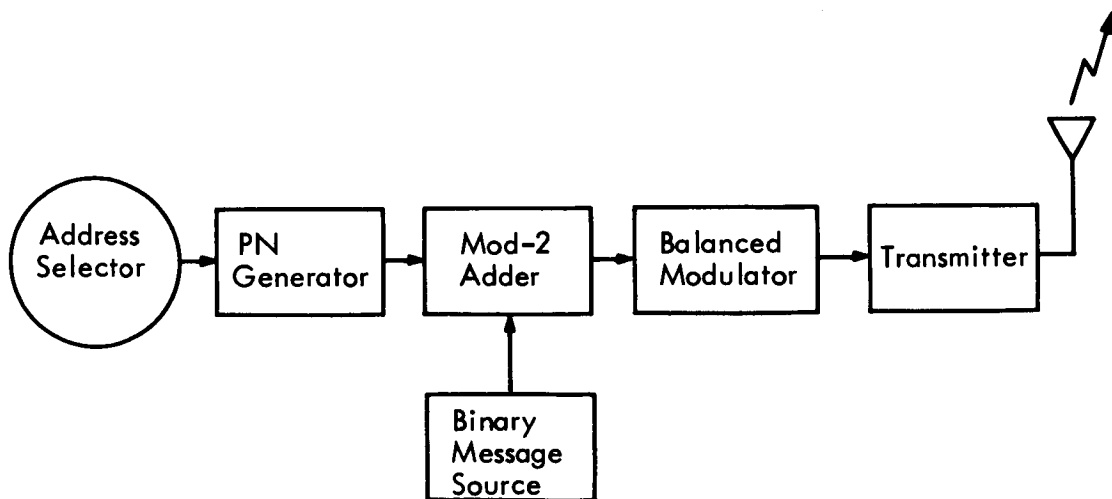 Address
Selector
PN
Generator
Mod-2
Adder
Balanced
Modulator
Transmitter
Binary
Message
Source